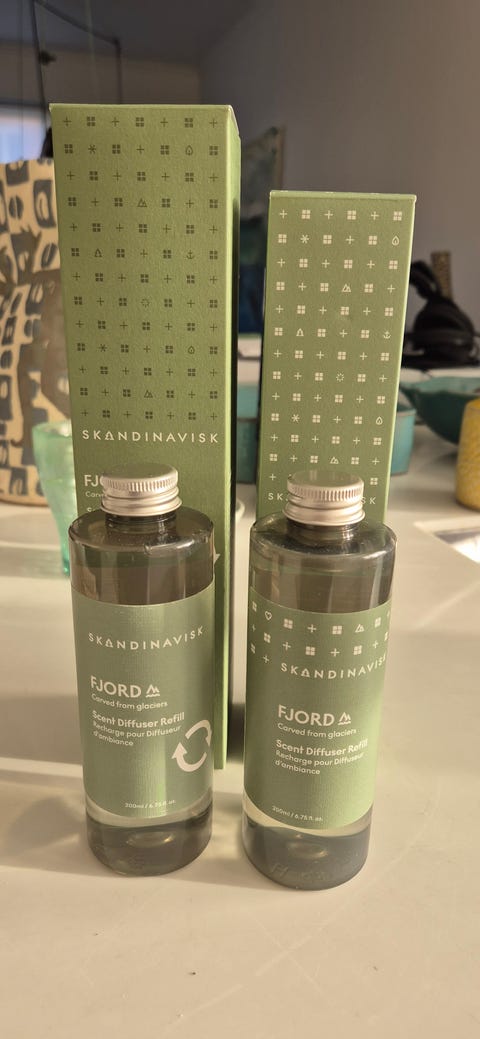 SKANDINAVISK
FJ
SKANDINAVISK
SKANDINAVISK
FJORD
Carved from glaciers
Scent Diffuser Refill
Recharge pour Diffuseur
d'ambiance
200ml / 6.75 fl. oz.
SKANDINAVISK
FJORD
Carved from glaciers
Scent Diffuser Refill
Recharge pour Diffuseur
d'ambiance
200ml / 6.75 fl. oz.